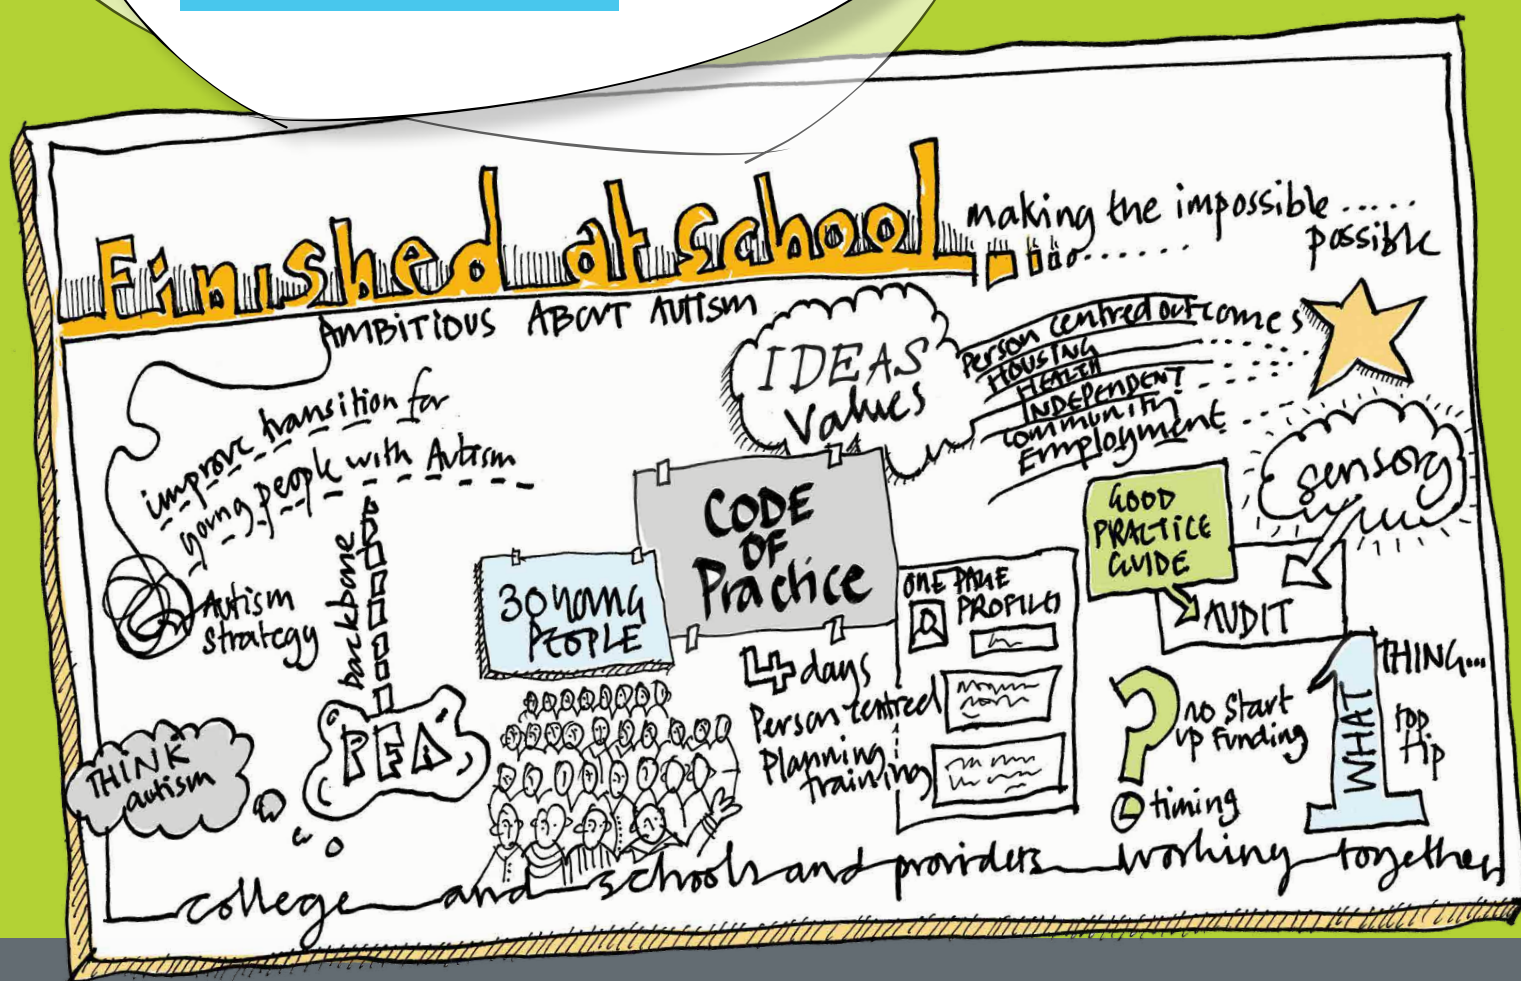 Finished at school
making the impossible .....
possible
AMBITIOUS ABOUT AUTISM
IDEAS
Values
Person centred outcomes
HOUSING
HEALTH
INDEPENDENT
Community
Employment
improve transition for
young people with Autism
Autism
strategy
backbone
PFA
THINK
autism
30 young
PEOPLE
CODE
OF
Practice
4 days
Person Centred
Planning
training
ONE PAGE
PROFILES
GOOD
PRACTICE
GUIDE
AUDIT
sensory
? no start
up funding
timing
WHAT
1
THING...
top
tip
college and schools and providers working together